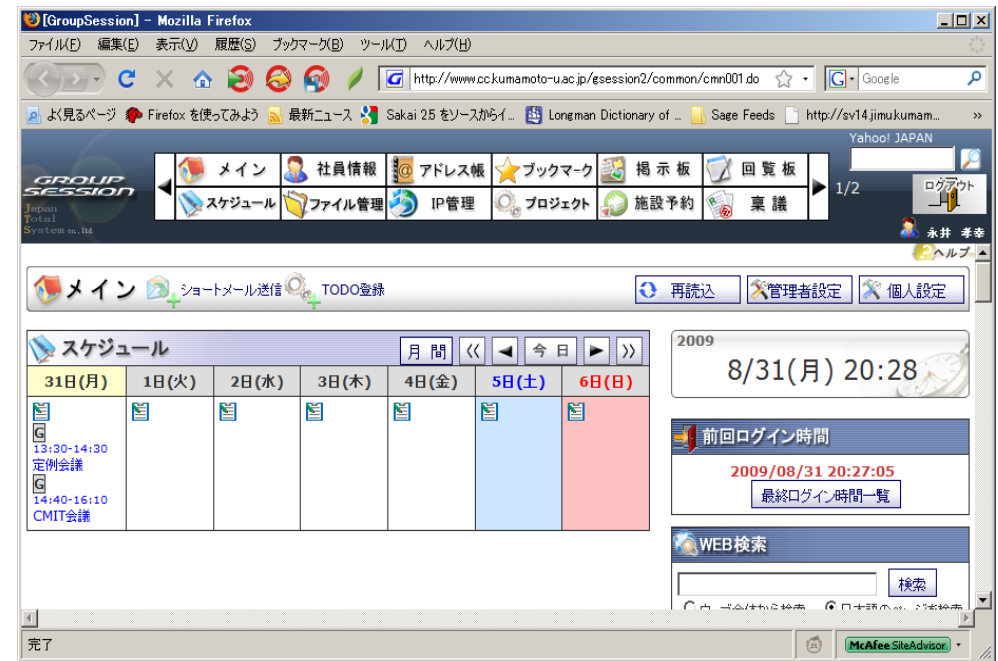 [GroupSession] - Mozilla Firefox
ファイル(F) 編集(E) 表示(V) 履歴(S) ブックマーク(B) ツール(T) ヘルプ(H)
http://www.cc.kumamoto-u.ac.jp/gsession2/common/cmn001.do
Google
よく見るページ Firefox を使ってみよう 最新ニュース Sakai 25 をソースからイ... Longman Dictionary of ... Sage Feeds http://sv14.jimu.kumam... »
Yahoo! JAPAN
GROUP SESSION
Japan
Total
System co.,ltd
メイン 社員情報 アドレス帳 ブックマーク 掲示板 回覧板
スケジュール ファイル管理 IP管理 プロジェクト 施設予約 稟議
1/2
ログアウト
永井 孝幸
ヘルプ
メイン ショートメール送信 TODO登録
再読込 管理者設定 個人設定
スケジュール
月間 今日
31日(月) 1日(火) 2日(水) 3日(木) 4日(金) 5日(土) 6日(日)
G
13:30-14:30
定例会議
G
14:40-16:10
CMIT会議
2009
8/31(月) 20:28
前回ログイン時間
2009/08/31 20:27:05
最終ログイン時間一覧
WEB検索
検索
完了
McAfee SiteAdvisor